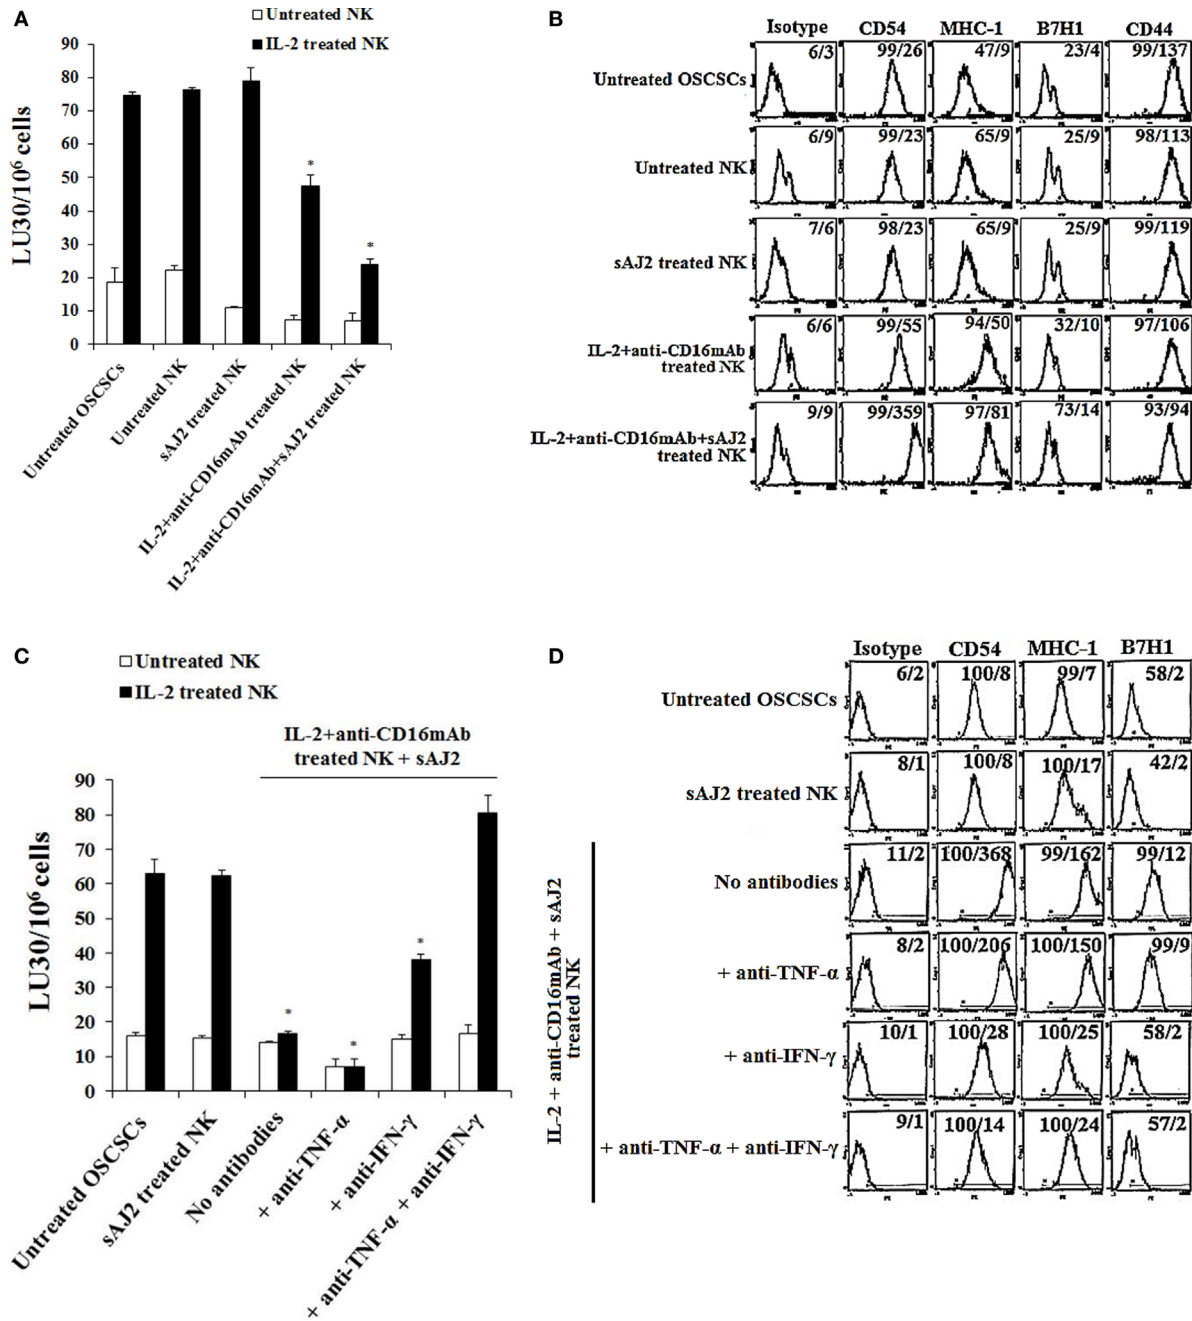 A
Untreated NK
IL-2 treated NK
LU30/10⁶ cells
90
80
70
60
50
40
30
20
10
0
*
*
Untreated OSCSCs
Untreated NK
sAJ2 treated NK
IL-2+anti-CD16mAb treated NK
IL-2+anti-CD16mAb+sAJ2 treated NK
B
Isotype CD54 MHC-1 B7H1 CD44
Untreated OSCSCs 6/3 99/26 47/9 23/4 99/137
Untreated NK 6/9 99/23 65/9 25/9 98/113
sAJ2 treated NK 7/6 98/23 65/9 25/9 99/119
IL-2+anti-CD16mAb
treated NK
6/6 99/55 94/50 32/10 97/106
IL-2+anti-CD16mAb+sAJ2
treated NK
9/9 99/359 97/81 73/14 93/94
C
Untreated NK
IL-2 treated NK
IL-2+anti-CD16mAb
treated NK + sAJ2
LU30/10⁶ cells
90
80
70
60
50
40
30
20
10
0
*
*
*
Untreated OSCSCs
sAJ2 treated NK
No antibodies
+ anti-TNF-α
+ anti-IFN-γ
+ anti-TNF-α + anti-IFN-γ
D
Isotype CD54 MHC-1 B7H1
Untreated OSCSCs 6/2 100/8 99/7 58/2
sAJ2 treated NK 8/1 100/8 100/17 42/2
IL-2 + anti-CD16mAb + sAJ2
treated NK
No antibodies 11/2 100/368 99/162 99/12
+ anti-TNF-α 8/2 100/206 100/150 99/9
+ anti-IFN-γ 10/1 100/28 100/25 58/2
+ anti-TNF-α + anti-IFN-γ 9/1 100/14 100/24 57/2